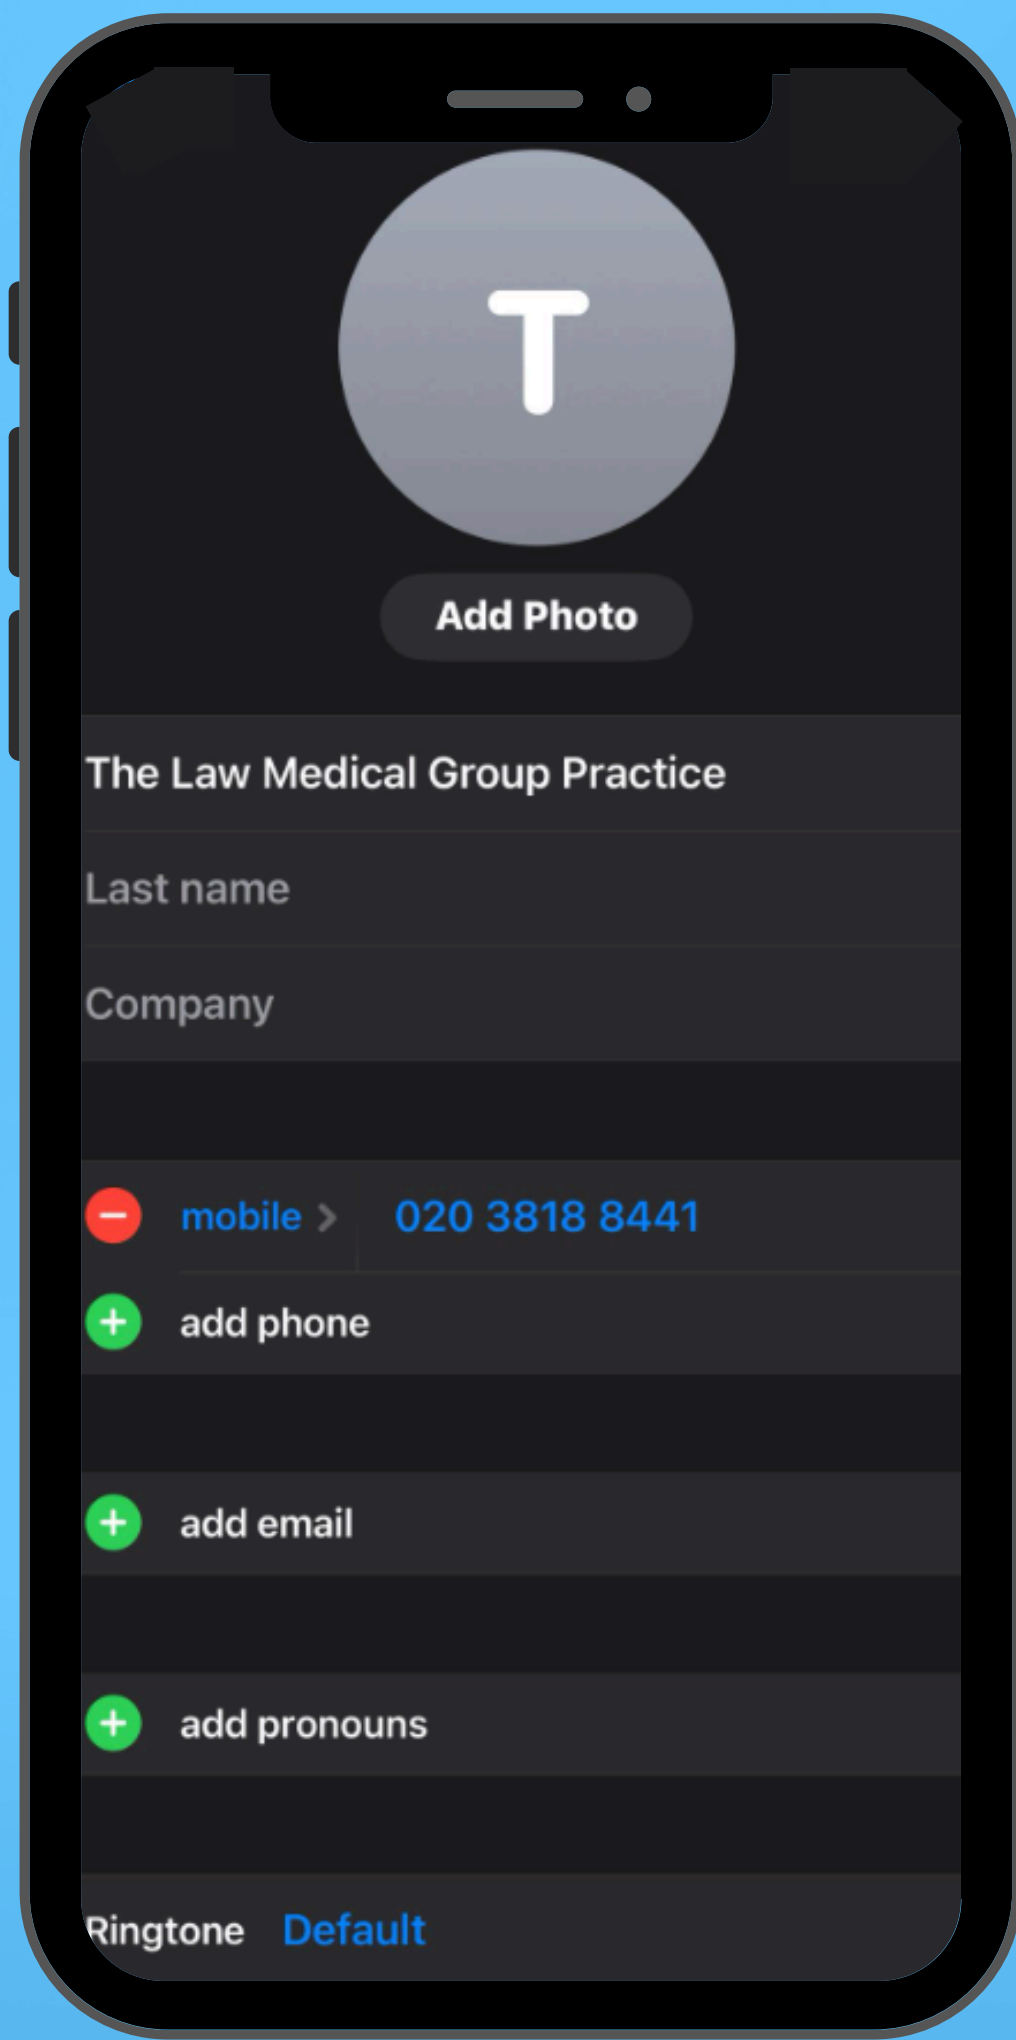 T
Add Photo
The Law Medical Group Practice
Last name
Company
mobile 020 3818 8441
add phone
add email
add pronouns
Ringtone Default